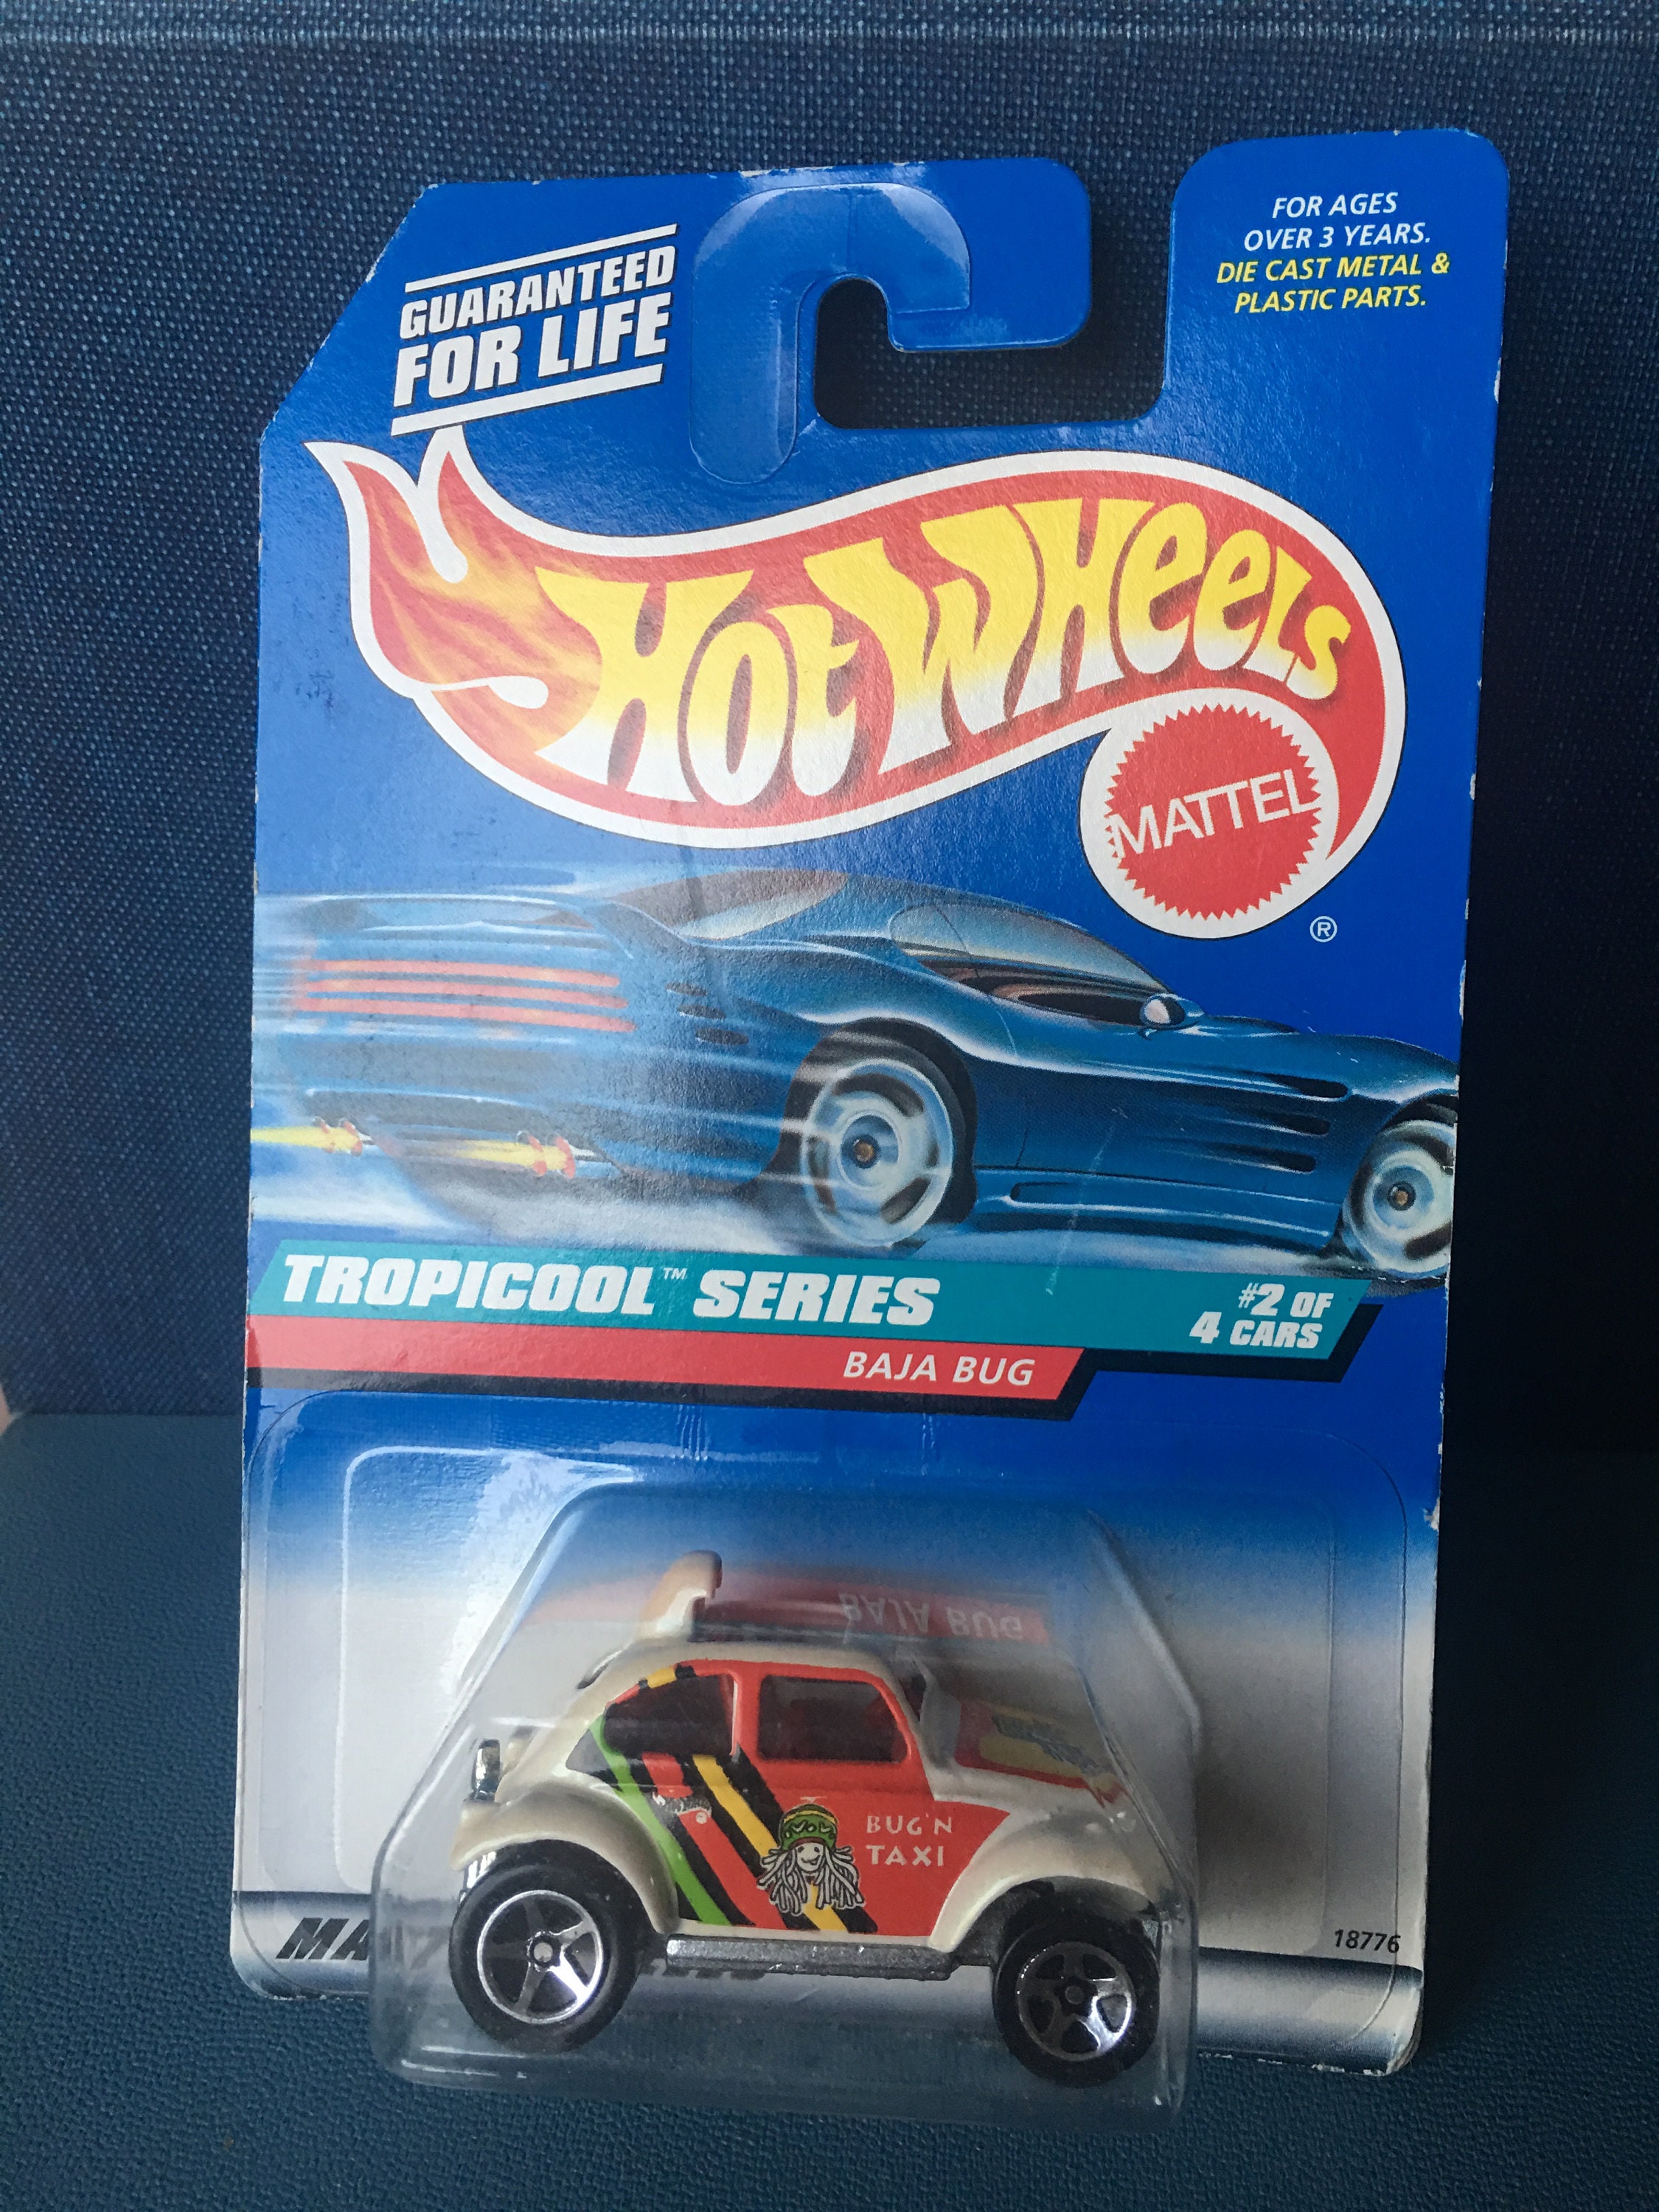 GUARANTEED
FOR LIFE
FOR AGES
OVER 3 YEARS.
DIE CAST METAL &
PLASTIC PARTS.
HOT WHEELS
MATTEL
®
TROPICOOL™ SERIES
#2 OF
4 CARS
BAJA BUG
BUG'N
TAXI
18776